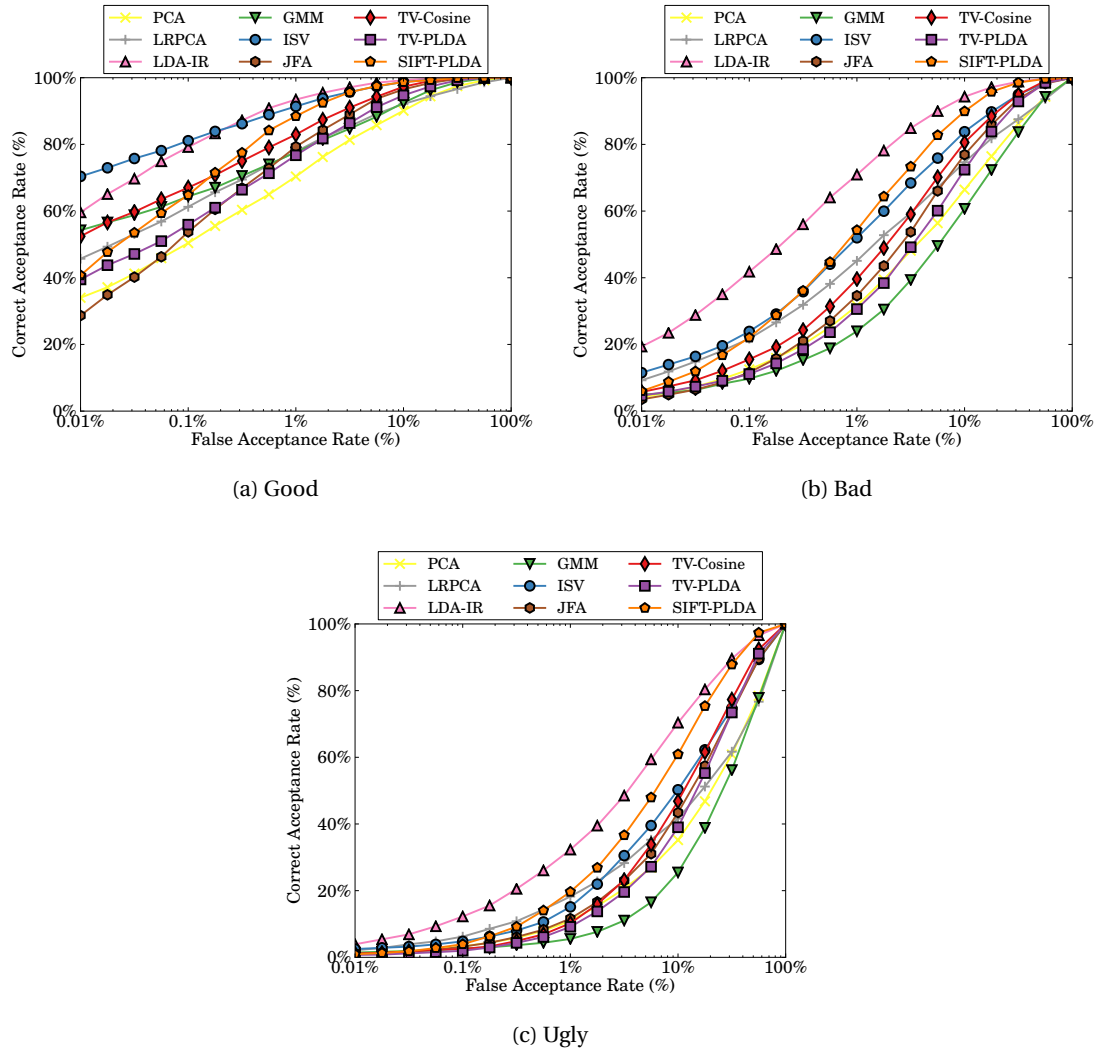 PCA GMM TV-Cosine
LRPCA ISV TV-PLDA
LDA-IR JFA SIFT-PLDA
100%
80%
60%
40%
20%
0%
Correct Acceptance Rate (%)
0.01% 0.1% 1% 10% 100%
False Acceptance Rate (%)
(a) Good
PCA GMM TV-Cosine
LRPCA ISV TV-PLDA
LDA-IR JFA SIFT-PLDA
100%
80%
60%
40%
20%
0%
Correct Acceptance Rate (%)
0.01% 0.1% 1% 10% 100%
False Acceptance Rate (%)
(b) Bad
PCA GMM TV-Cosine
LRPCA ISV TV-PLDA
LDA-IR JFA SIFT-PLDA
100%
80%
60%
40%
20%
0%
Correct Acceptance Rate (%)
0.01% 0.1% 1% 10% 100%
False Acceptance Rate (%)
(c) Ugly